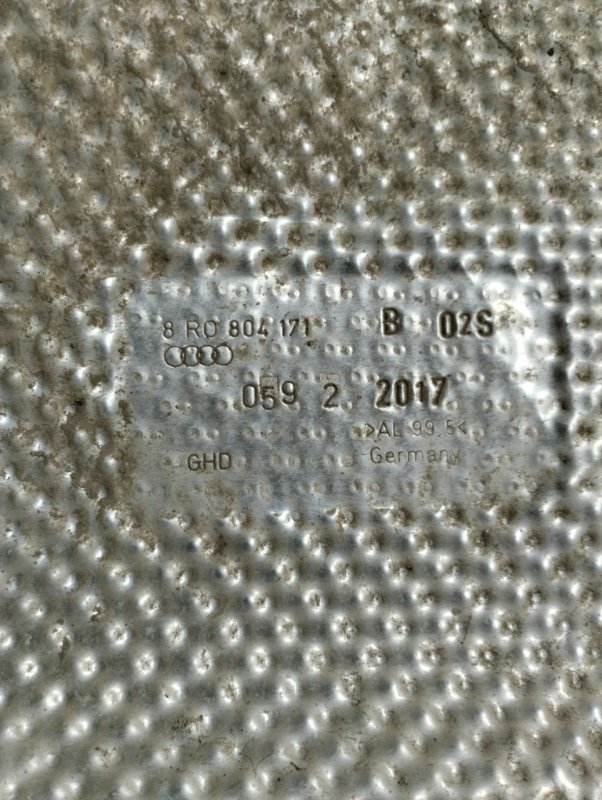 8 R0 804 171 B 02S
059 2 2017
>AL 99.5<
GHD Germany